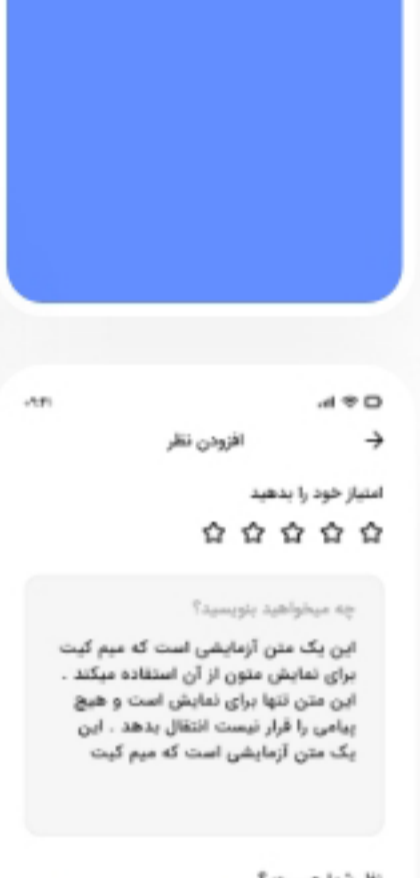 ۰۹:۴۱
افزودن نظر
امتیاز خود را بدهید
چه میخواهید بنویسید؟
این یک متن آزمایشی است که میم کیت
برای نمایش متون از آن استفاده میکند .
این متن تنها برای نمایش است و هیچ
پیامی را قرار نیست انتقال بدهد . این
یک متن آزمایشی است که میم کیت